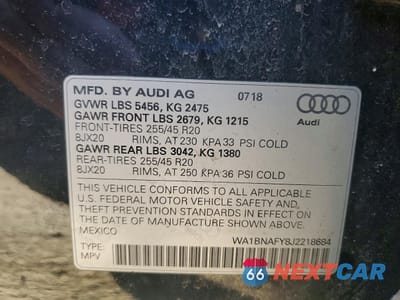 MFD. BY AUDI AG 0718
GVWR LBS 5456, KG 2475
GAWR FRONT LBS 2679, KG 1215
FRONT-TIRES 255/45 R20
8JX20 RIMS, AT 230 KPA 33 PSI COLD
GAWR REAR LBS 3042, KG 1380
REAR-TIRES 255/45 R20
8JX20 RIMS, AT 250 KPA 36 PSI COLD
Audi
THIS VEHICLE CONFORMS TO ALL APPLICABLE
U.S. FEDERAL MOTOR VEHICLE SAFETY AND
THEFT PREVENTION STANDARDS IN EFFECT ON
DATE OF MANUFACTURE SHOWN ABOVE.
MEXICO
WA1BNAFY8J2218684
TYPE:
MPV
66 NEXTCAR